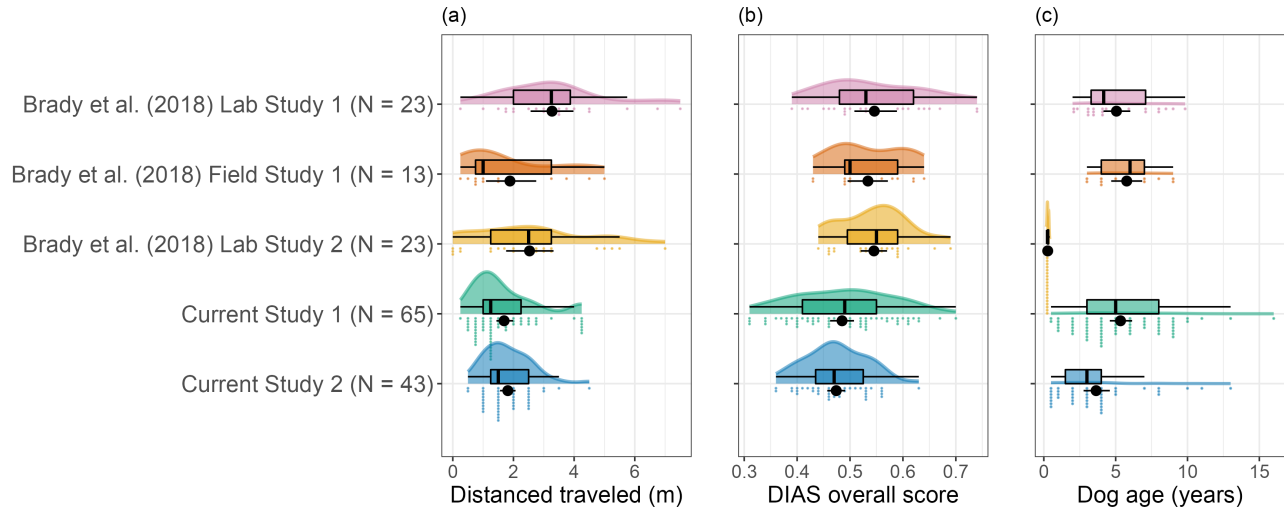 (a) (b) (c)
Brady et al. (2018) Lab Study 1 (N = 23)
Brady et al. (2018) Field Study 1 (N = 13)
Brady et al. (2018) Lab Study 2 (N = 23)
Current Study 1 (N = 65)
Current Study 2 (N = 43)
0 2 4 6 0.3 0.4 0.5 0.6 0.7 0 5 10 15
Distanced traveled (m) DIAS overall score Dog age (years)